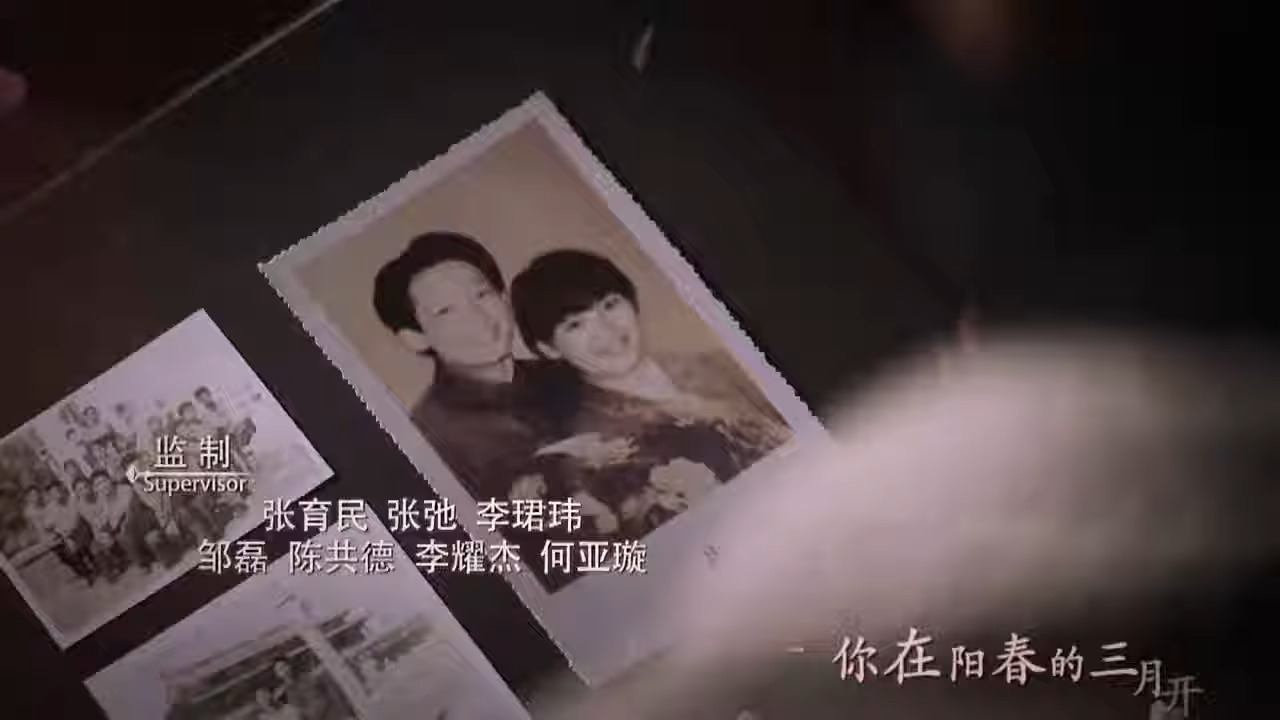 监制
Supervisor
张育民 张弛 李珺玮
邹磊 陈共德 李耀杰 何亚璇
你在阳春的三月开